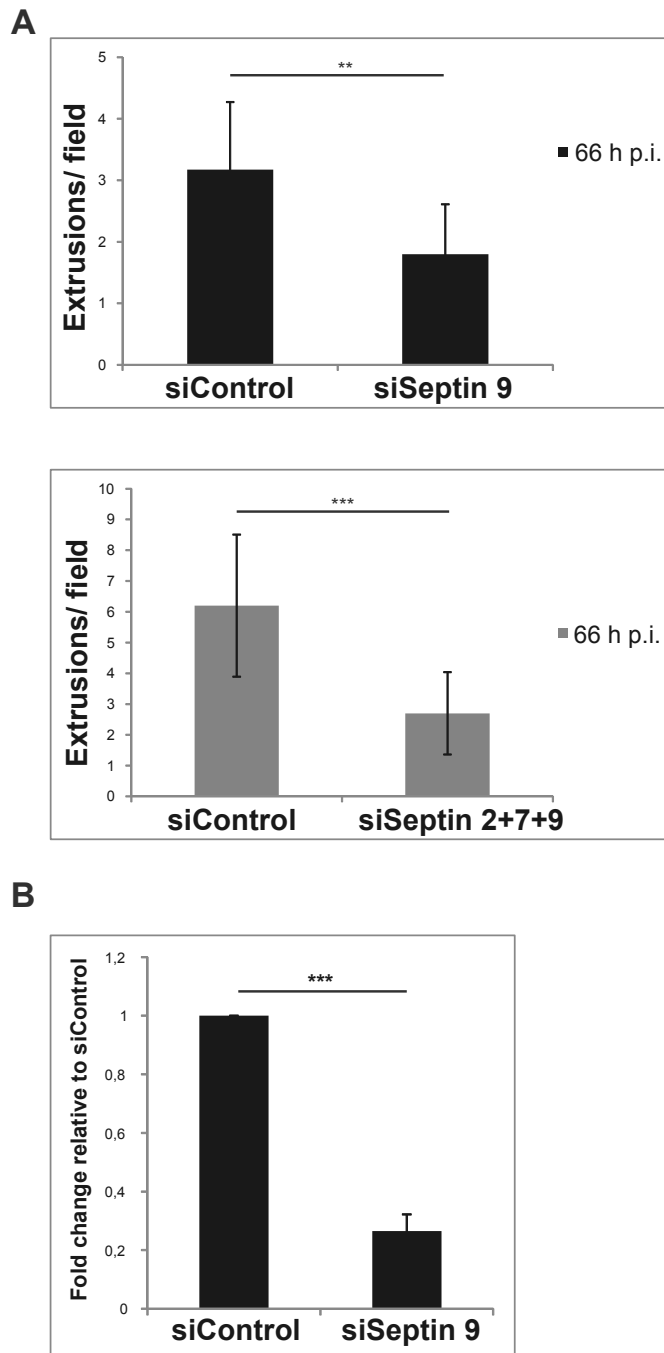 A
5
4
3
2
1
0
Extrusions/ field
**
66 h p.i.
siControl
siSeptin 9
10
9
8
7
6
5
4
3
2
1
0
Extrusions/ field
***
66 h p.i.
siControl
siSeptin 2+7+9
B
1,2
1
0,8
0,6
0,4
0,2
0
Fold change relative to siControl
***
siControl
siSeptin 9